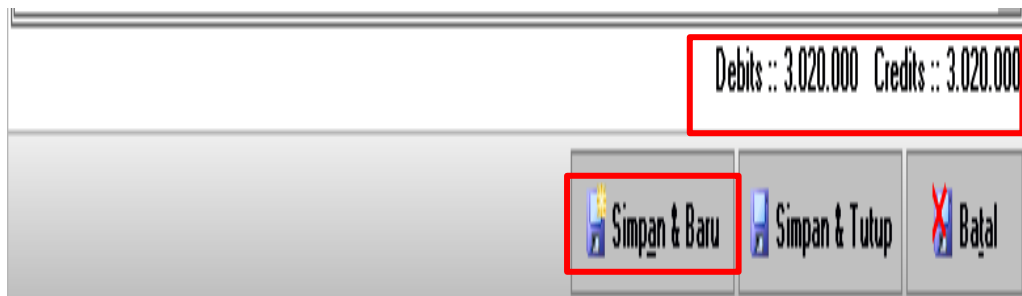 Debits :: 3.020.000 Credits :: 3.020.000
Simpan & Baru Simpan & Tutup Batal